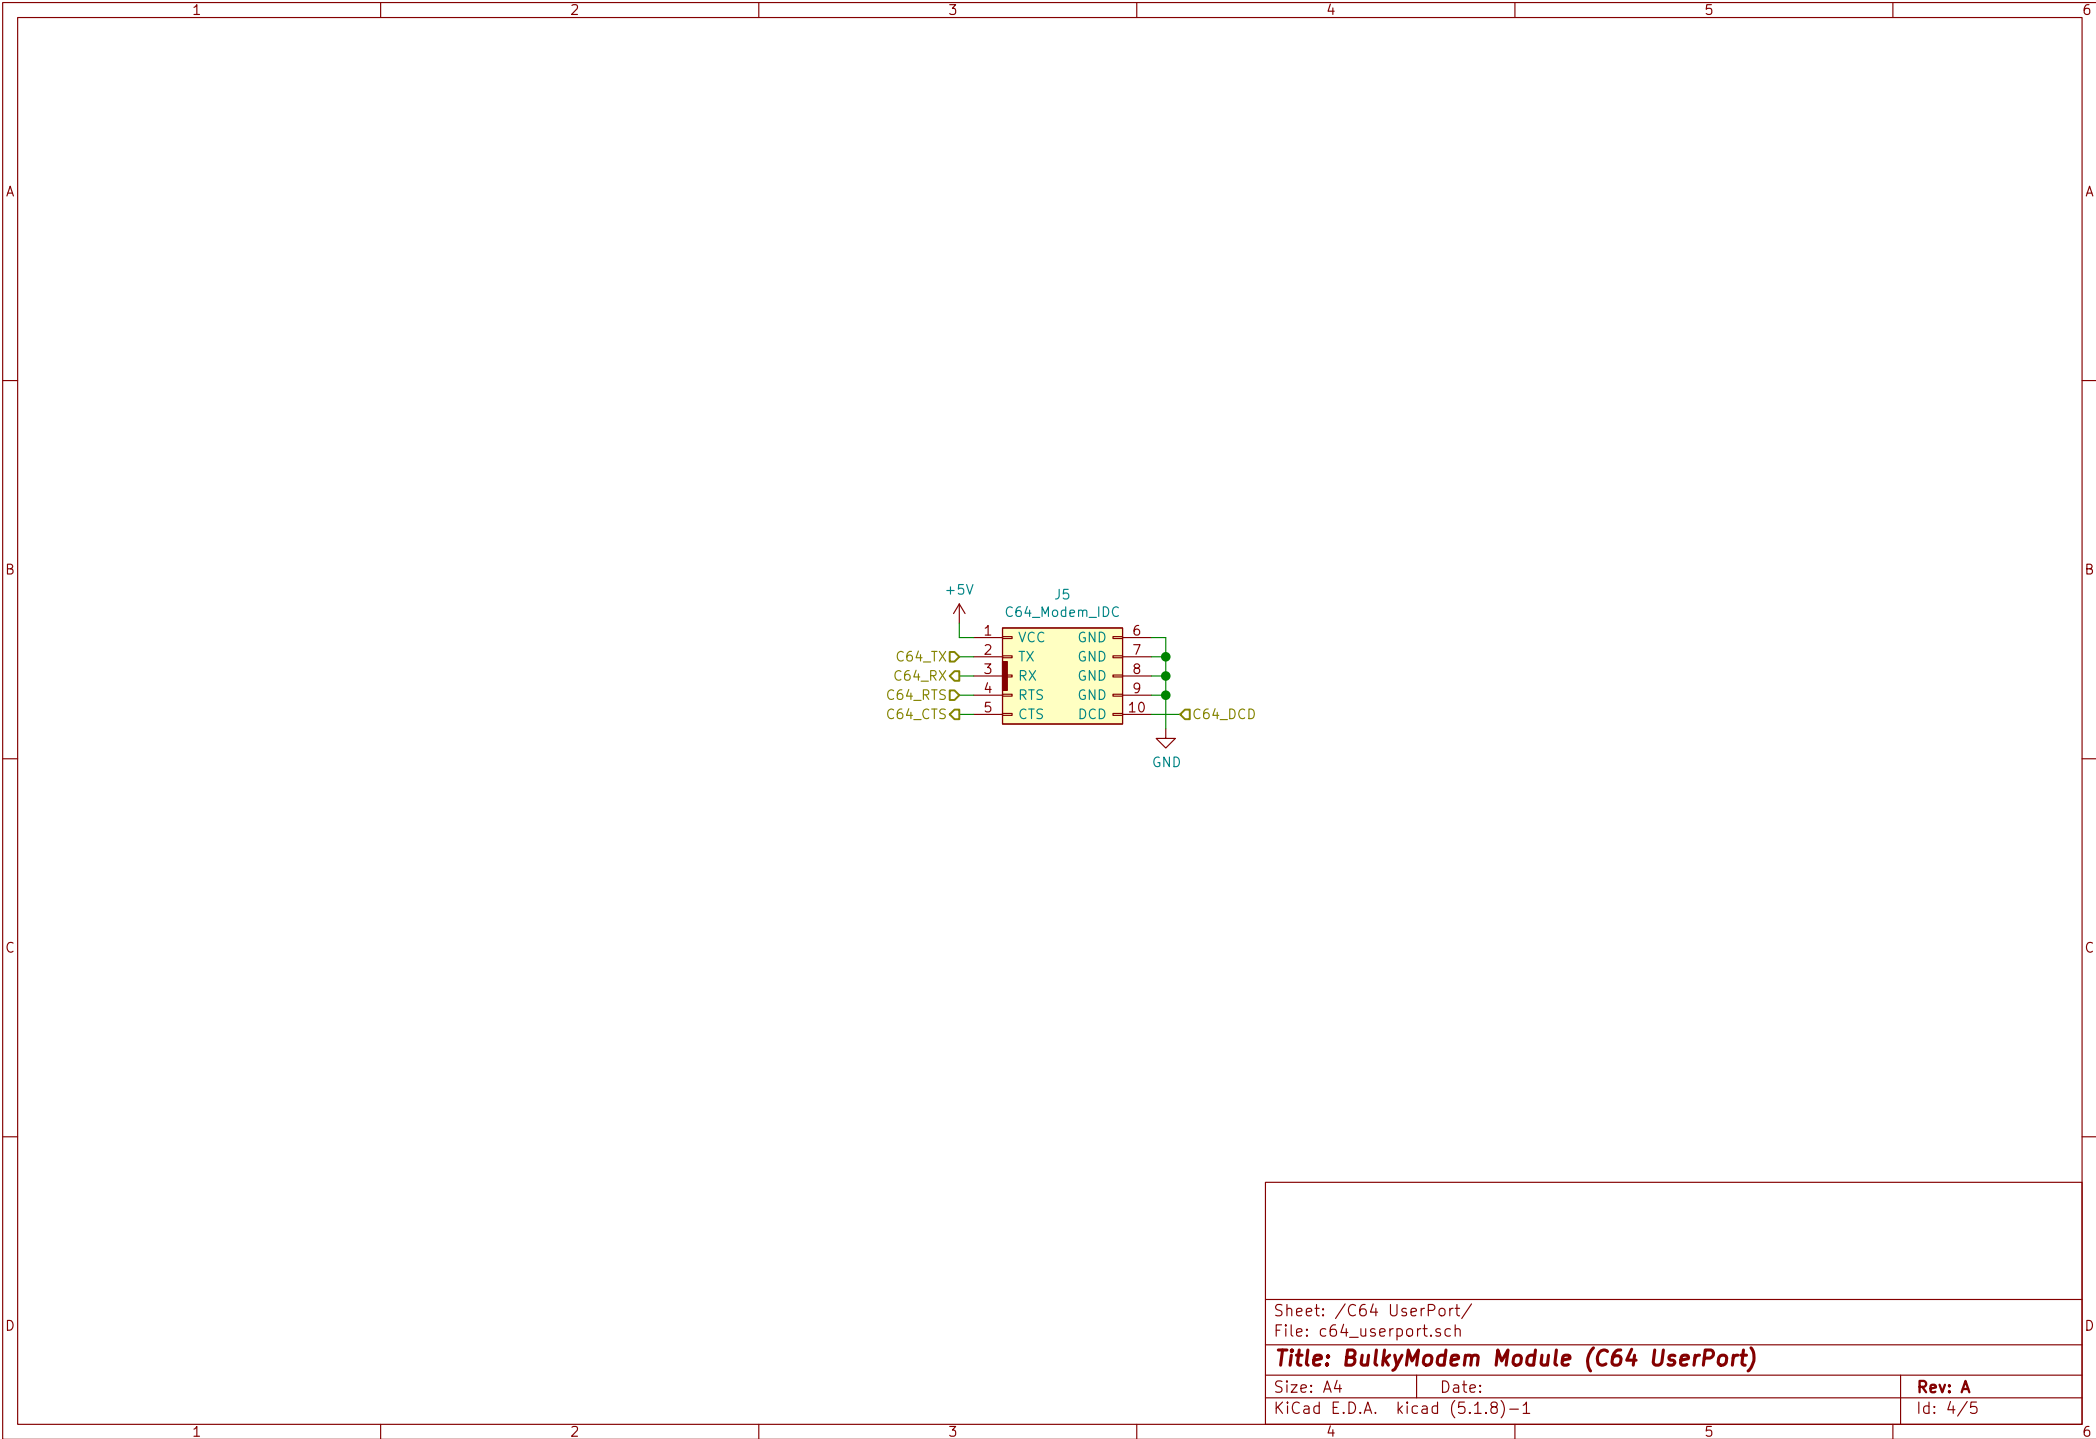 1 2 3 4 5 6
A A
B B
+5V
J5
C64_Modem_IDC
1 VCC GND 6
C64_TX 2 TX GND 7
C64_RX 3 RX GND 8
C64_RTS 4 RTS GND 9
C64_CTS 5 CTS DCD 10 C64_DCD
GND
C C
Sheet: /C64 UserPort/
File: c64_userport.sch
D D
Title: BulkyModem Module (C64 UserPort)
Size: A4 Date: Rev: A
KiCad E.D.A. kicad (5.1.8)-1 Id: 4/5
1 2 3 4 5 6